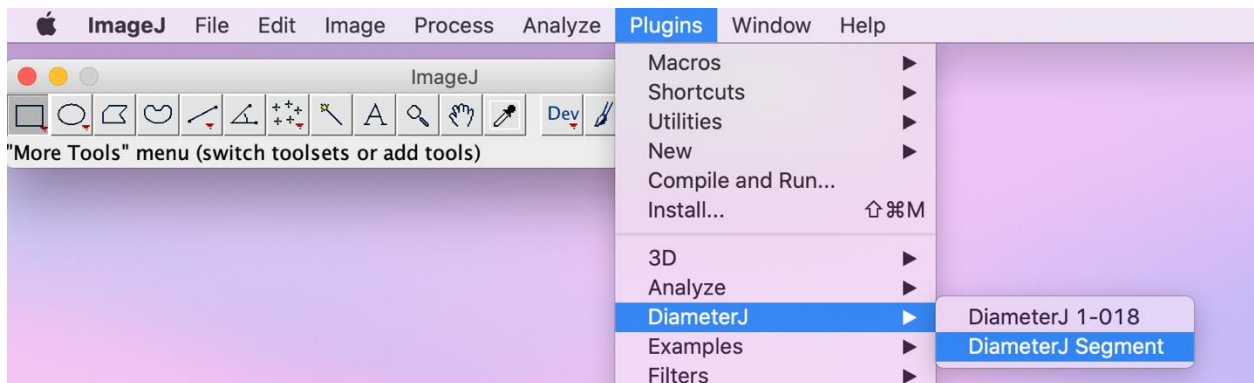 ImageJ File Edit Image Process Analyze Plugins Window Help
ImageJ
A Dev
"More Tools" menu (switch toolsets or add tools)
Macros
Shortcuts
Utilities
New
Compile and Run...
Install... ⇧⌘M
3D
Analyze
DiameterJ
Examples
Filters
DiameterJ 1-018
DiameterJ Segment